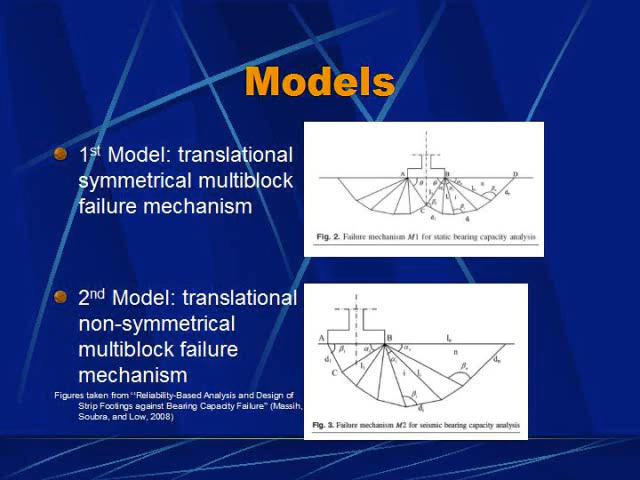 Models
1st Model: translational
symmetrical multiblock
failure mechanism
A
B
D
C
Fig. 2. Failure mechanism M1 for static bearing capacity analysis
2nd Model: translational
non-symmetrical
multiblock failure
mechanism
A
B
C
n
i
Fig. 3. Failure mechanism M2 for seismic bearing capacity analysis
Figures taken from “Reliability-Based Analysis and Design of
Strip Footings against Bearing Capacity Failure” (Massih,
Soubra, and Low, 2008)